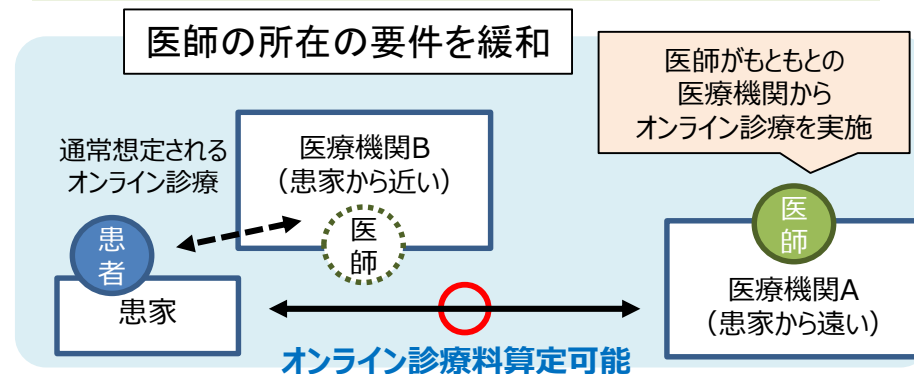 医師の所在の要件を緩和
医師がもともとの
医療機関から
オンライン診療を実施
通常想定される
オンライン診療
医療機関B
（患家から近い）
医
師
患
者
患家
医
師
医療機関A
（患家から遠い）
オンライン診療料算定可能